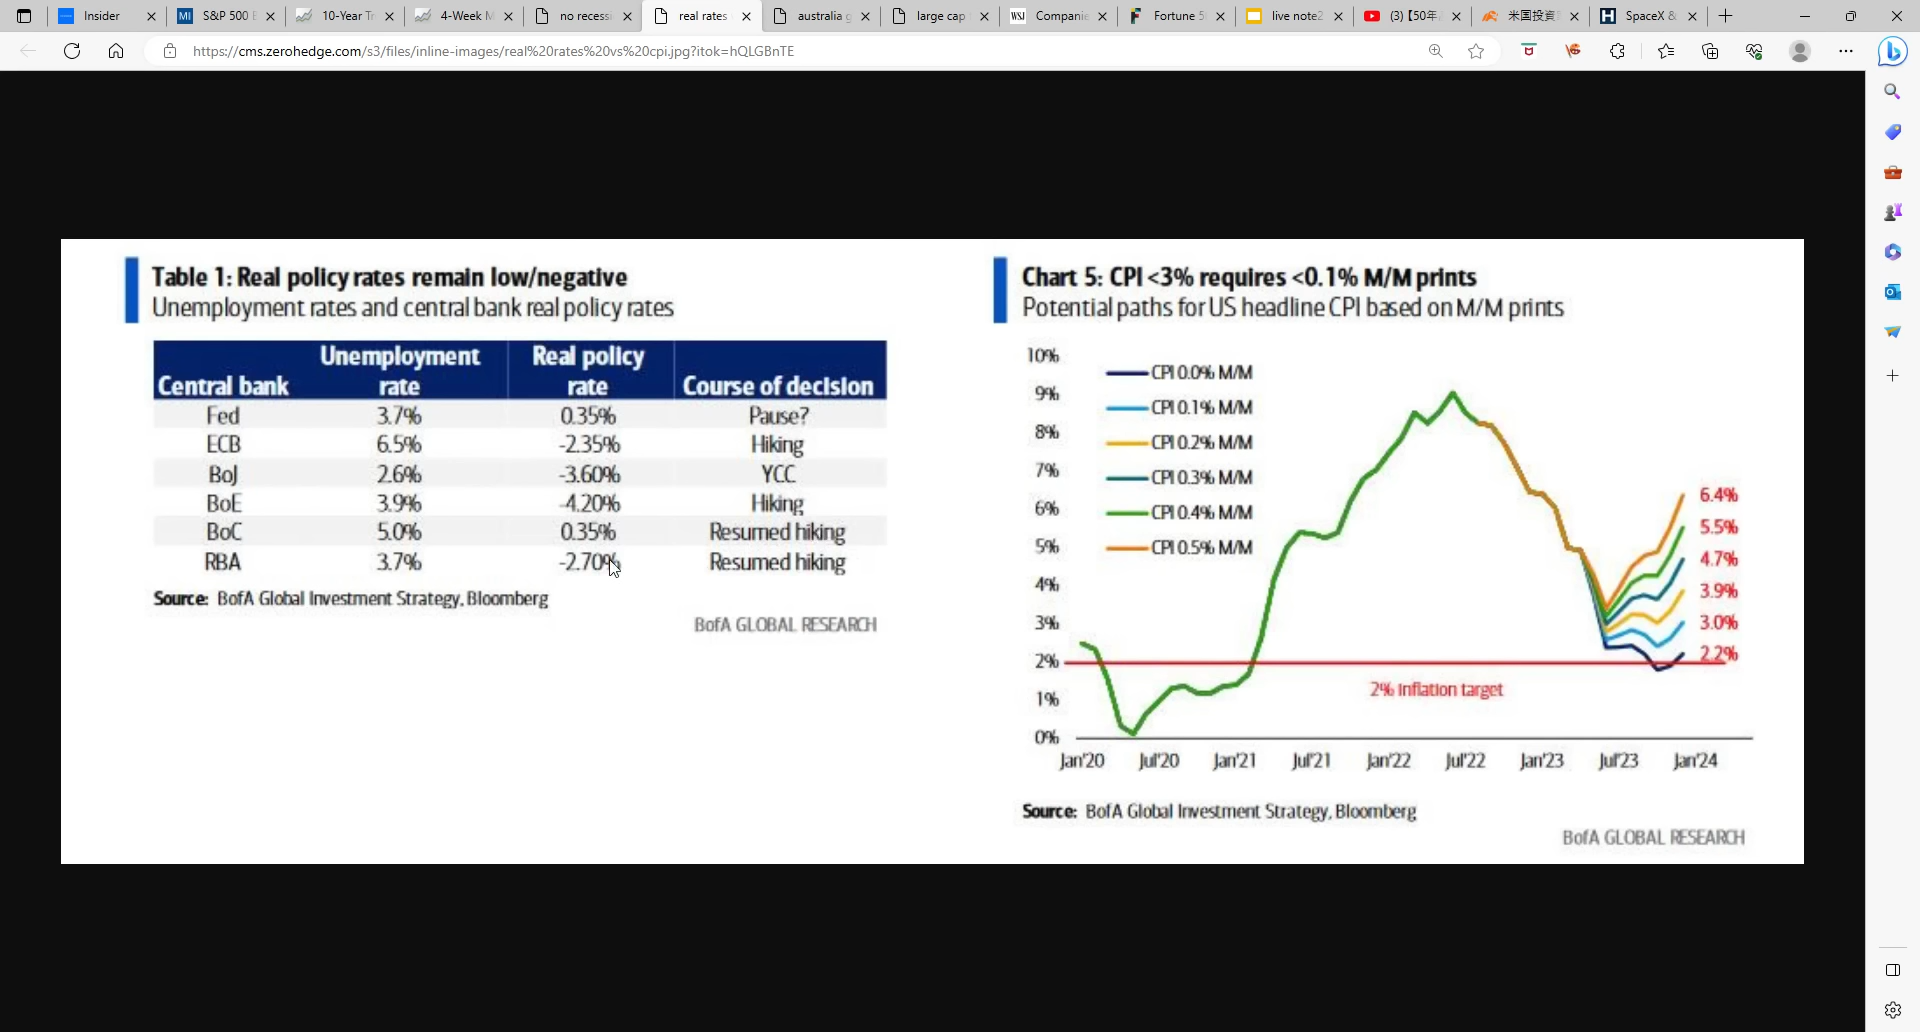 Insider
S&P 500 E
10-Year Tr
4-Week M
no recessi
real rates
australia g
large cap
WSJ Companie
Fortune 5
live note2
(3)【50年
米国投資
SpaceX &
https://cms.zerohedge.com/s3/files/inline-images/real%20rates%20vs%20cpi.jpg?itok=hQLGBnTE
Table 1: Real policy rates remain low/negative
Unemployment rates and central bank real policy rates
Central bank Unemployment rate Real policy rate Course of decision
Fed 3.7% 0.35% Pause?
ECB 6.5% -2.35% Hiking
BoJ 2.6% -3.60% YCC
BoE 3.9% -4.20% Hiking
BoC 5.0% 0.35% Resumed hiking
RBA 3.7% -2.70% Resumed hiking
Source: BofA Global Investment Strategy, Bloomberg
BofA GLOBAL RESEARCH
Chart 5: CPI <3% requires <0.1% M/M prints
Potential paths for US headline CPI based on M/M prints
10%
9%
8%
7%
6%
5%
4%
3%
2%
1%
0%
CPI 0.0% M/M
CPI 0.1% M/M
CPI 0.2% M/M
CPI 0.3% M/M
CPI 0.4% M/M
CPI 0.5% M/M
6.4%
5.5%
4.7%
3.9%
3.0%
2.2%
2% inflation target
Jan'20 Jul'20 Jan'21 Jul'21 Jan'22 Jul'22 Jan'23 Jul'23 Jan'24
Source: BofA Global Investment Strategy, Bloomberg
BofA GLOBAL RESEARCH